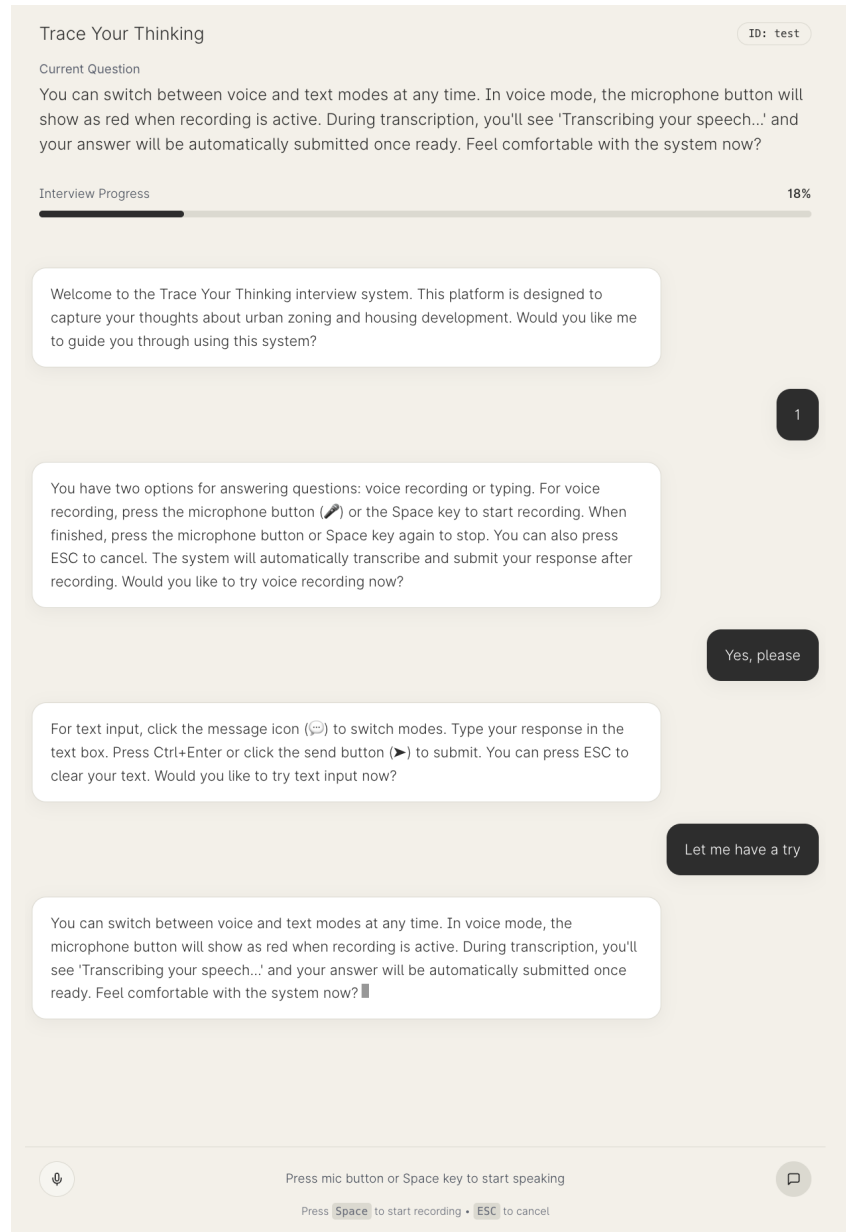 Trace Your Thinking
ID: test
Current Question
You can switch between voice and text modes at any time. In voice mode, the microphone button will
show as red when recording is active. During transcription, you'll see 'Transcribing your speech...' and
your answer will be automatically submitted once ready. Feel comfortable with the system now?
Interview Progress
18%
Welcome to the Trace Your Thinking interview system. This platform is designed to
capture your thoughts about urban zoning and housing development. Would you like me
to guide you through using this system?
1
You have two options for answering questions: voice recording or typing. For voice
recording, press the microphone button (🎤) or the Space key to start recording. When
finished, press the microphone button or Space key again to stop. You can also press
ESC to cancel. The system will automatically transcribe and submit your response after
recording. Would you like to try voice recording now?
Yes, please
For text input, click the message icon (💬) to switch modes. Type your response in the
text box. Press Ctrl+Enter or click the send button (➤) to submit. You can press ESC to
clear your text. Would you like to try text input now?
Let me have a try
You can switch between voice and text modes at any time. In voice mode, the
microphone button will show as red when recording is active. During transcription, you'll
see 'Transcribing your speech...' and your answer will be automatically submitted once
ready. Feel comfortable with the system now?
Press mic button or Space key to start speaking
Press Space to start recording • ESC to cancel